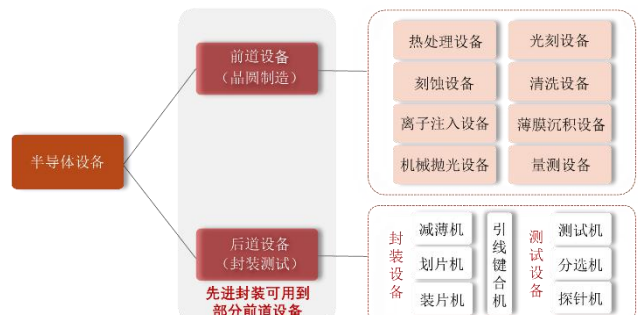 半导体设备
前道设备
（晶圆制造）
热处理设备
光刻设备
刻蚀设备
清洗设备
离子注入设备
薄膜沉积设备
机械抛光设备
量测设备
后道设备
（封装测试）
先进封装可用到
部分前道设备
封装设备
减薄机
划片机
装片机
引线键合机
测试设备
测试机
分选机
探针机